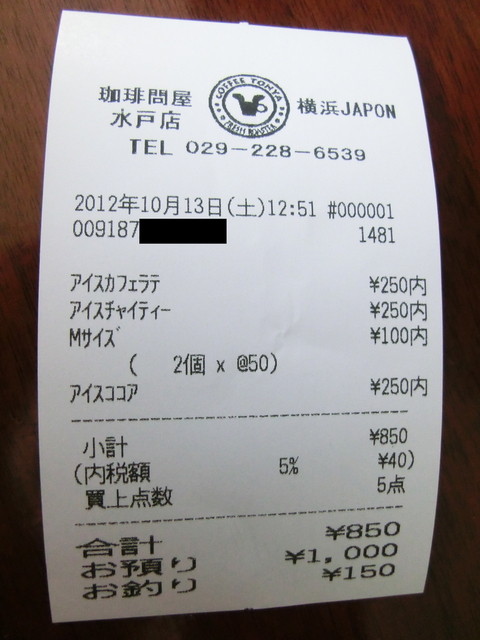 珈琲問屋 COFFEE TONYA FRESH ROASTER 横浜JAPON
水戸店
TEL 029-228-6539
2012年10月13日(土)12:51 #000001
009187 1481
アイスカフェラテ ¥250内
アイスチャイティー ¥250内
Mサイズ ¥100内
( 2個 x @50)
アイスココア ¥250内
小計 ¥850
(内税額 5% ¥40)
買上点数 5点
合計 ¥850
お預り ¥1,000
お釣り ¥150